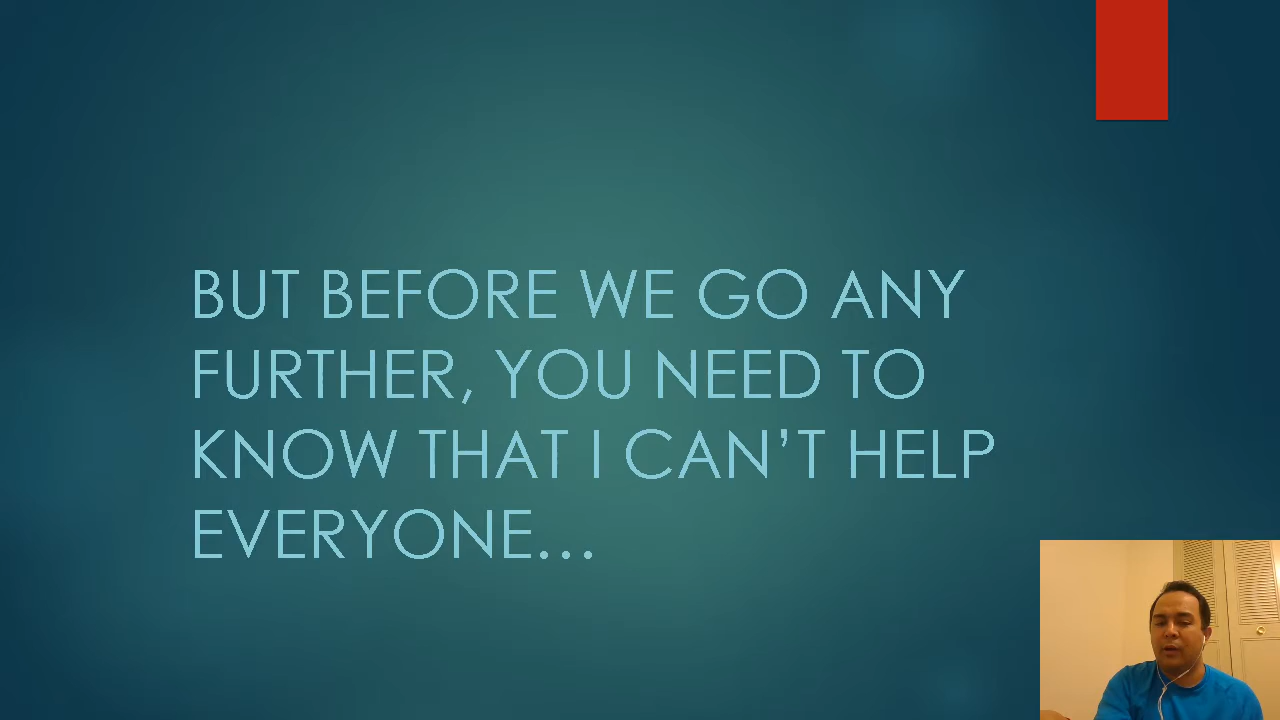 BUT BEFORE WE GO ANY
FURTHER, YOU NEED TO
KNOW THAT I CAN’T HELP
EVERYONE…